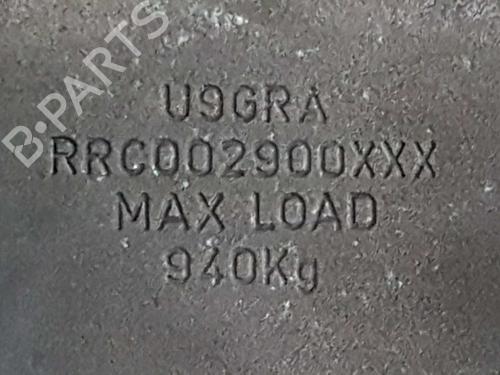 B-PARTS
U9GRA
RRC002900XXX
MAX LOAD
940Kg